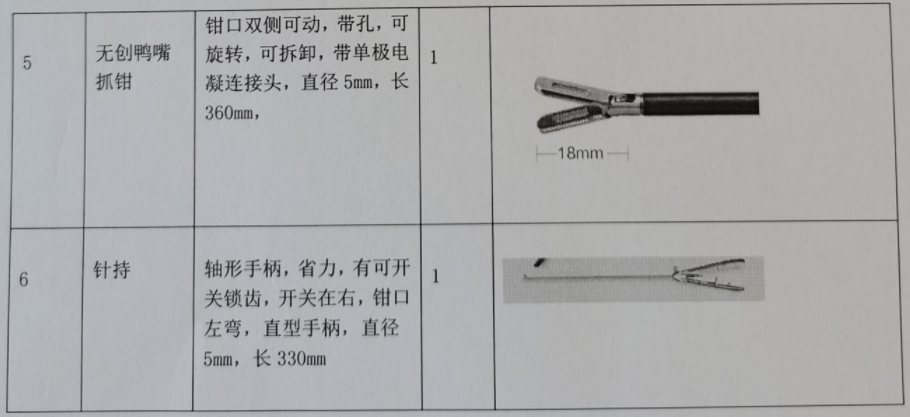 5
无创鸭嘴
抓钳
钳口双侧可动，带孔，可
旋转，可拆卸，带单极电
凝连接头，直径 5mm，长
360mm，
1
18mm
6
针持
轴形手柄，省力，有可开
关锁齿，开关在右，钳口
左弯，直型手柄，直径
5mm，长 330mm
1